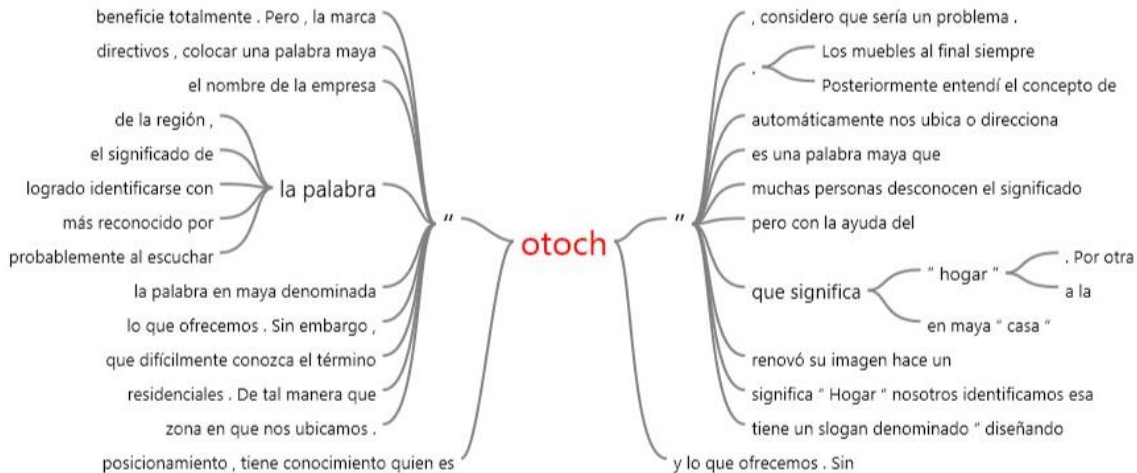 beneficie totalmente . Pero , la marca
directivos , colocar una palabra maya
el nombre de la empresa
de la región ,
el significado de
logrado identificarse con
más reconocido por
probablemente al escuchar
la palabra
la palabra en maya denominada
lo que ofrecemos . Sin embargo ,
que difícilmente conozca el término
residenciales . De tal manera que
zona en que nos ubicamos .
"
posicionamiento , tiene conocimiento quien es
otoch
"
, considero que sería un problema .
.
Los muebles al final siempre
Posteriormente entendí el concepto de
automáticamente nos ubica o direcciona
es una palabra maya que
muchas personas desconocen el significado
pero con la ayuda del
que significa
" hogar "
. Por otra
a la
en maya " casa "
renovó su imagen hace un
significa " Hogar " nosotros identificamos esa
tiene un slogan denominado " diseñando
y lo que ofrecemos . Sin